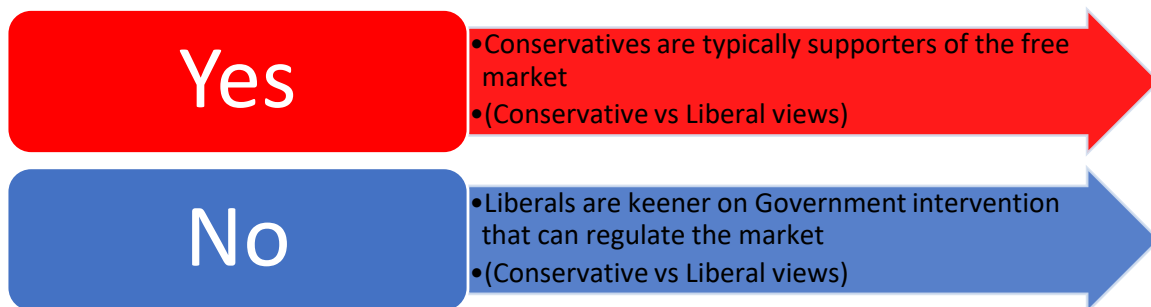 Yes
•Conservatives are typically supporters of the free
market
•(Conservative vs Liberal views)
No
•Liberals are keener on Government intervention
that can regulate the market
•(Conservative vs Liberal views)